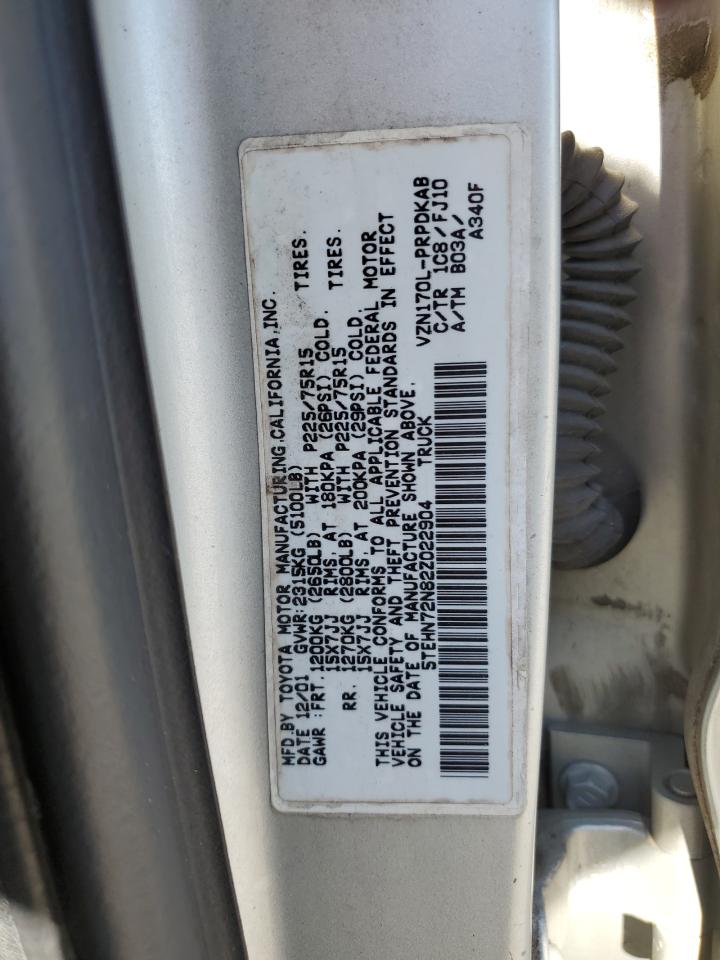 MFD.BY TOYOTA MOTOR MANUFACTURING,CALIFORNIA,INC.
DATE 12/01 GVWR:2315KG (5100LB)
GAWR :FRT.1200KG (2650LB) WITH P225/75R15 TIRES.
15X7JJ RIMS, AT 180KPA (26PSI) COLD.
RR. 1270KG (2800LB) WITH P225/75R15 TIRES.
15X7JJ RIMS, AT 200KPA (29PSI) COLD.
THIS VEHICLE CONFORMS TO ALL APPLICABLE FEDERAL MOTOR
VEHICLE SAFETY AND THEFT PREVENTION STANDARDS IN EFFECT
ON THE DATE OF MANUFACTURE SHOWN ABOVE.
5TEHN72N82Z022904 TRUCK
VZN170L-PRPDKAB
C/TR 1C8/FJ10
A/TM B03A/
A340F